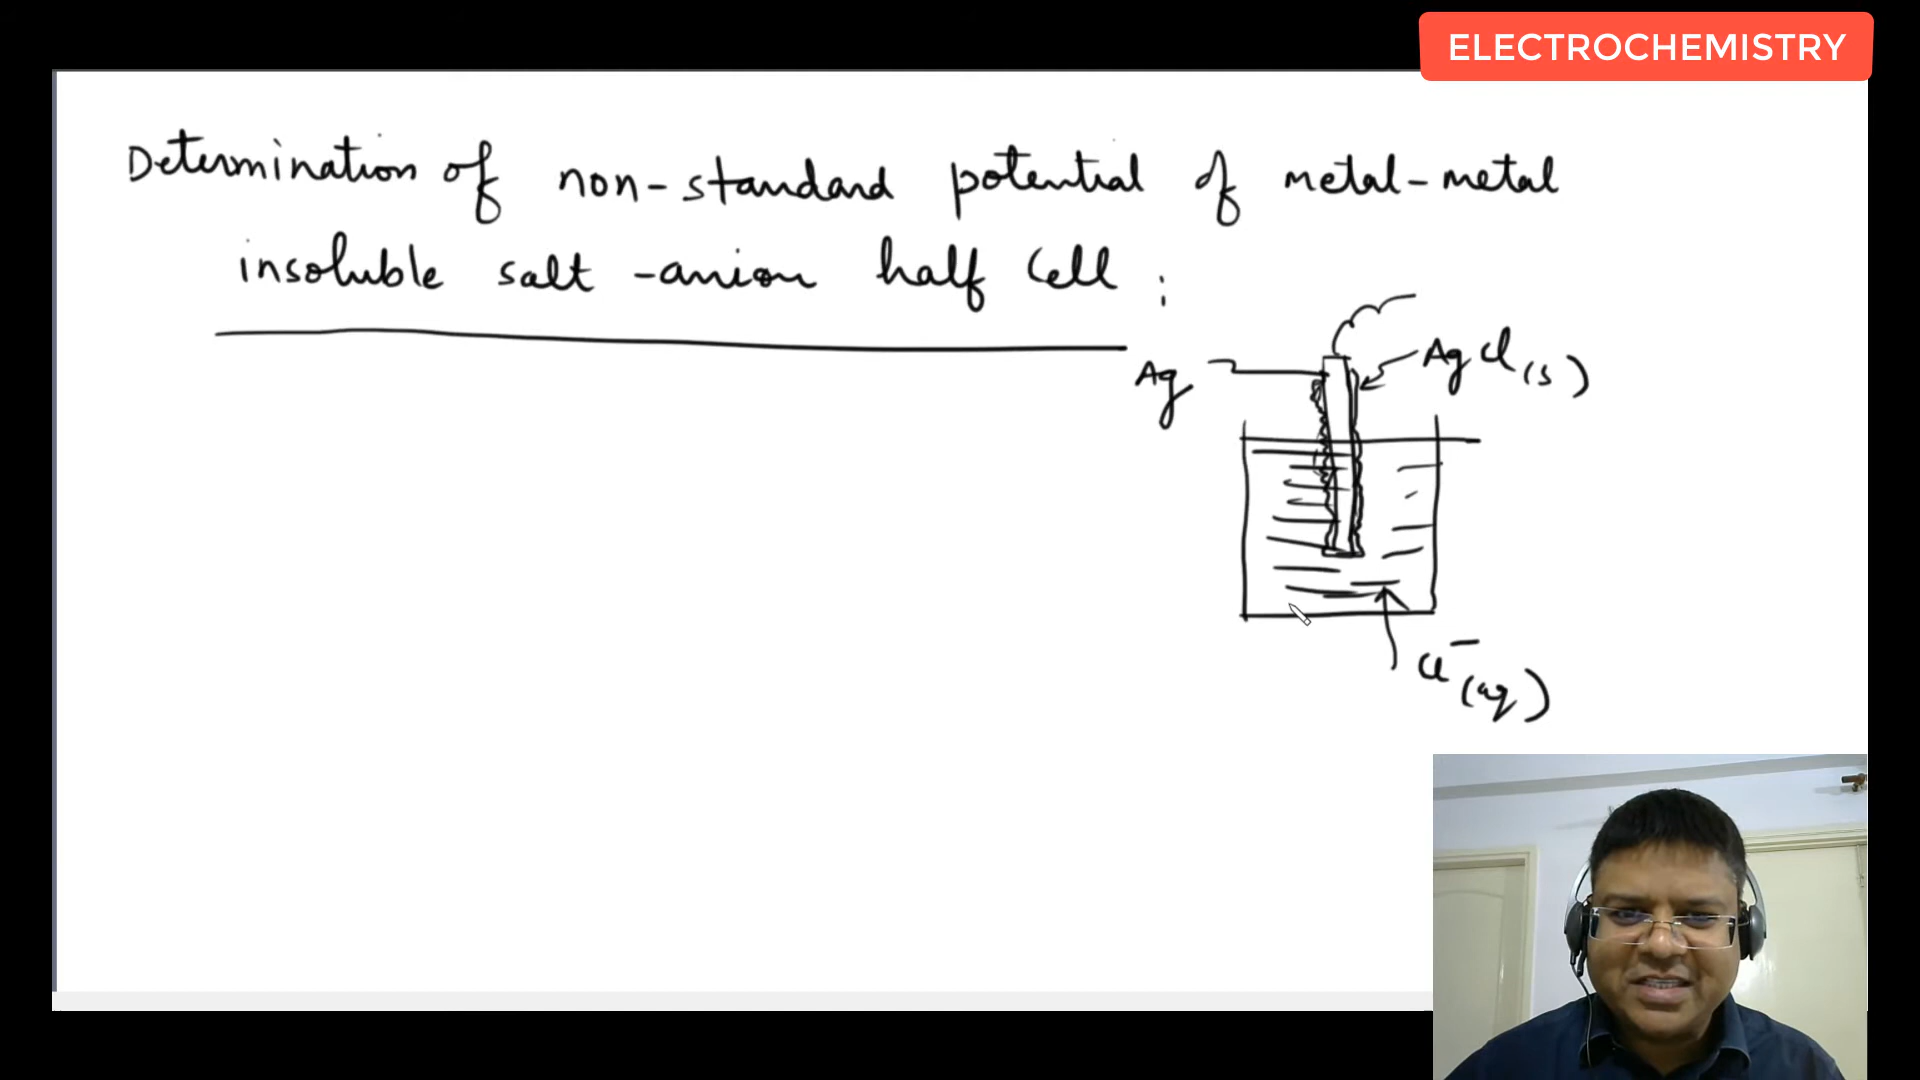 ELECTROCHEMISTRY
Determination of non-standard potential of metal-metal
insoluble salt -anion half cell :
Ag
AgCl(s)
Cl⁻(aq)